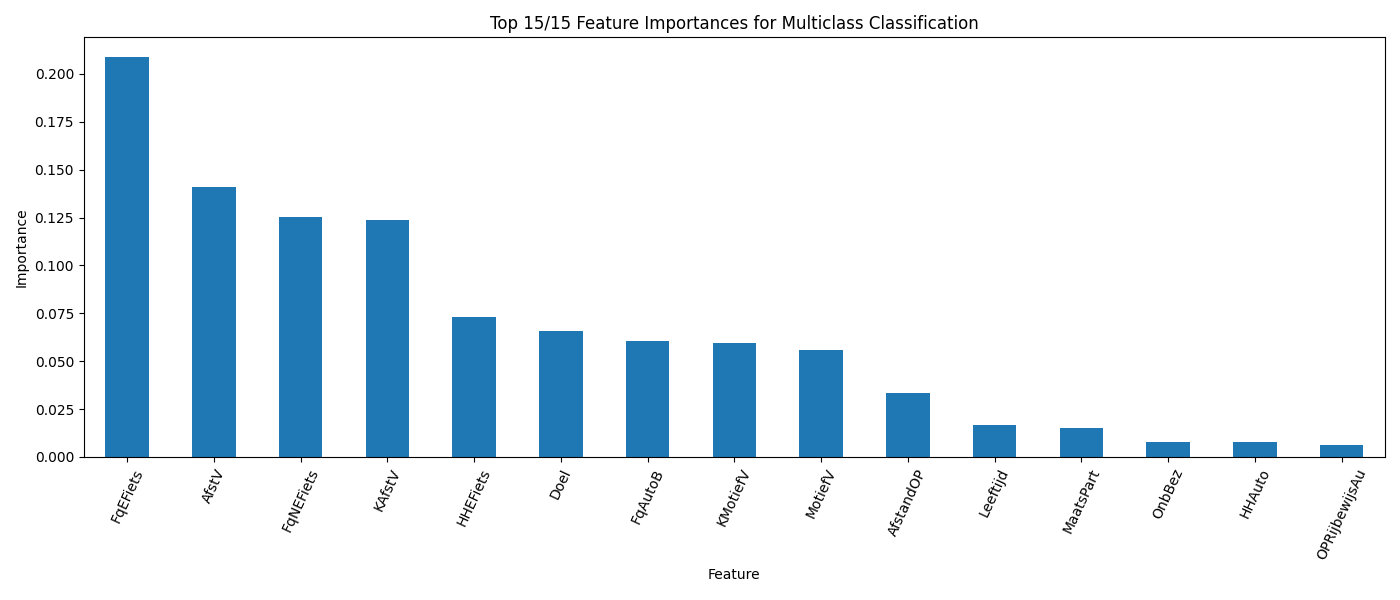 Top 15/15 Feature Importances for Multiclass Classification
Importance
0.200
0.175
0.150
0.125
0.100
0.075
0.050
0.025
0.000
FqEFiets
AfstV
FqNEFiets
KAfstV
HHEFiets
Doel
FqAutoB
KMotiefV
MotiefV
AfstandOP
Leeftijd
MaatsPart
OnbBez
HHAuto
OPRijbewijsAu
Feature